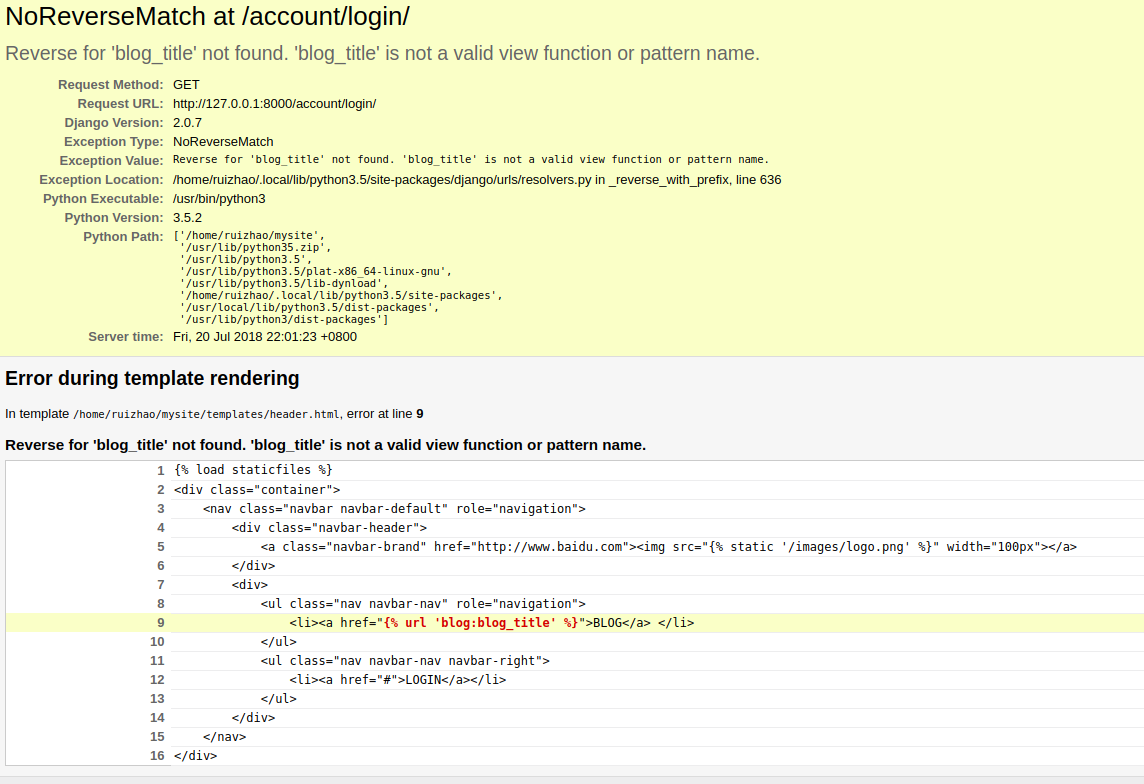 NoReverseMatch at /account/login/
Reverse for 'blog_title' not found. 'blog_title' is not a valid view function or pattern name.
Request Method: GET
Request URL: http://127.0.0.1:8000/account/login/
Django Version: 2.0.7
Exception Type: NoReverseMatch
Exception Value: Reverse for 'blog_title' not found. 'blog_title' is not a valid view function or pattern name.
Exception Location: /home/ruizhao/.local/lib/python3.5/site-packages/django/urls/resolvers.py in _reverse_with_prefix, line 636
Python Executable: /usr/bin/python3
Python Version: 3.5.2
Python Path: ['/home/ruizhao/mysite',
'/usr/lib/python35.zip',
'/usr/lib/python3.5',
'/usr/lib/python3.5/plat-x86_64-linux-gnu',
'/usr/lib/python3.5/lib-dynload',
'/home/ruizhao/.local/lib/python3.5/site-packages',
'/usr/local/lib/python3.5/dist-packages',
'/usr/lib/python3/dist-packages']
Server time: Fri, 20 Jul 2018 22:01:23 +0800
Error during template rendering
In template /home/ruizhao/mysite/templates/header.html, error at line 9
Reverse for 'blog_title' not found. 'blog_title' is not a valid view function or pattern name.
1 {% load staticfiles %}
2 <div class="container">
3 <nav class="navbar navbar-default" role="navigation">
4 <div class="navbar-header">
5 <a class="navbar-brand" href="http://www.baidu.com"><img src="{% static '/images/logo.png' %}" width="100px"></a>
6 </div>
7 <div>
8 <ul class="nav navbar-nav" role="navigation">
9 <li><a href="{% url 'blog:blog_title' %}">BLOG</a> </li>
10 </ul>
11 <ul class="nav navbar-nav navbar-right">
12 <li><a href="#">LOGIN</a></li>
13 </ul>
14 </div>
15 </nav>
16 </div>